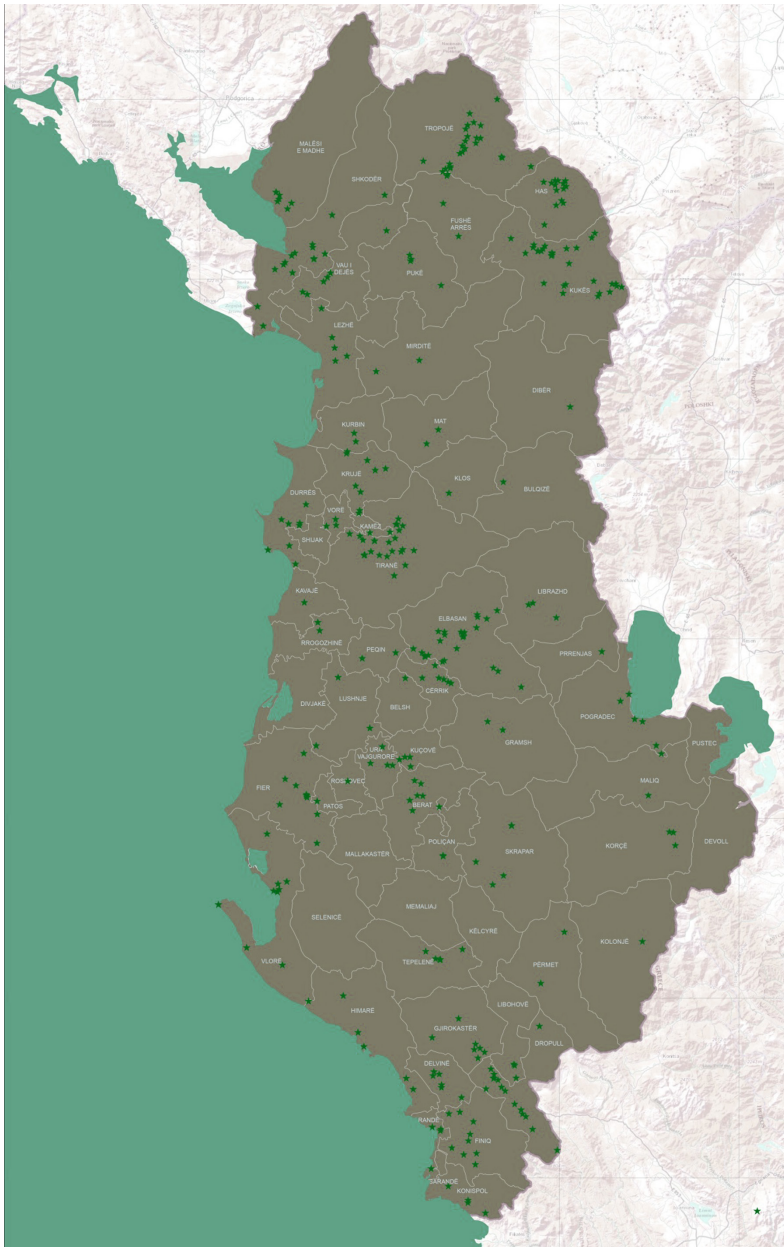 TROPOJË
MALËSI
E MADHE
SHKODËR
HAS
FUSHË
ARRËS
VAU I
DEJËS
PUKË
KUKËS
LEZHË
MIRDITË
DIBËR
KURBIN
MAT
KRUJË
KLOS
BULQIZË
DURRËS
VORË
KAMËZ
SHIJAK
TIRANË
KAVAJË
LIBRAZHD
ELBASAN
RROGOZHINË
PEQIN
PRRENJAS
CËRRIK
DIVJAKË
LUSHNJE
BELSH
POGRADEC
GRAMSH
PUSTEC
URA
VAJGURORE
KUÇOVË
FIER
MALIQ
PATOS
BERAT
POLIÇAN
SKRAPAR
KORÇË
DEVOLL
MALLAKASTËR
MEMALIAJ
SELENICË
KËLCYRË
KOLONJË
VLORË
TEPELENË
PËRMET
HIMARË
LIBOHOVË
GJIROKASTËR
DROPULL
DELVINË
FINIQ
KONISPOL